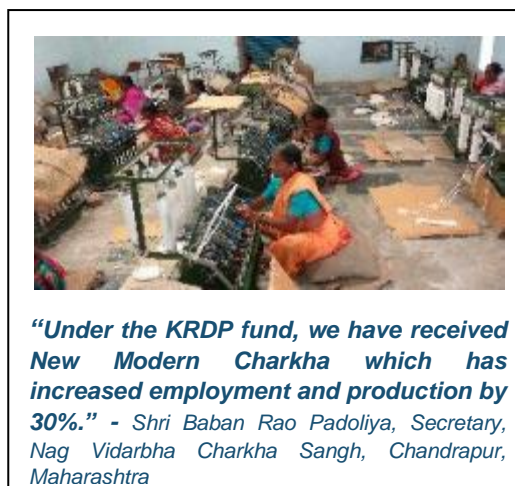 “Under the KRDP fund, we have received
New Modern Charkha which has
increased employment and production by
30%.” - Shri Baban Rao Padoliya, Secretary,
Nag Vidarbha Charkha Sangh, Chandrapur,
Maharashtra